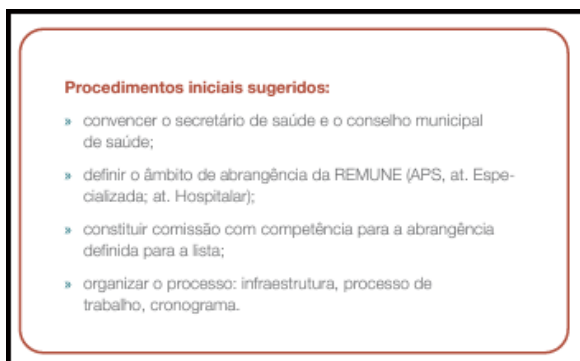 Procedimentos iniciais sugeridos:
» convencer o secretário de saúde e o conselho municipal
de saúde;
» definir o âmbito de abrangência da REMUNE (APS, at. Espe-
cializada; at. Hospitalar);
» constituir comissão com competência para a abrangência
definida para a lista;
» organizar o processo: infraestrutura, processo de
trabalho, cronograma.